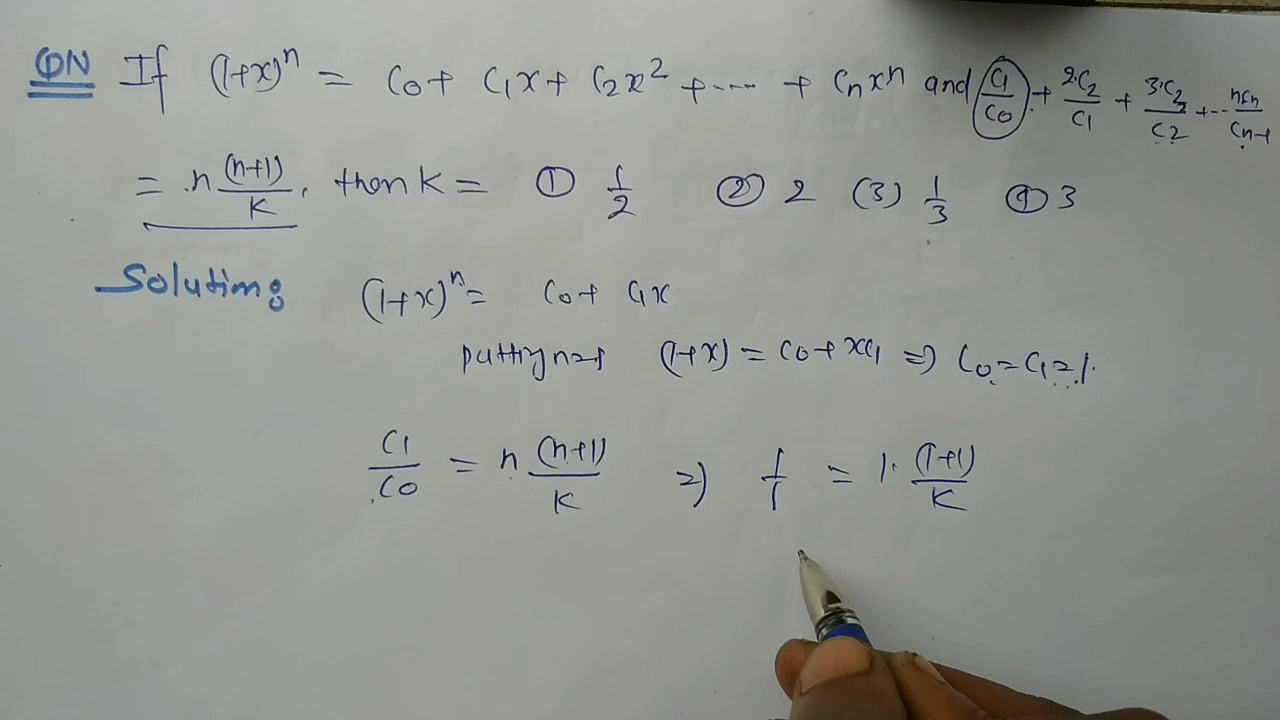 QN If (1+x)^n = C0+ C1x+ C2x^2 +---- + Cnx^n and C1/C0 + 2C2/C1 + 3·C3/C2 +--- nCn/Cn-1
= n (n+1)/K, then K = ① 1/2 ② 2 (3) 1/3 ④ 3
Solution: (1+x)^n = C0+ C1x
putting n=1 (1+x) = C0+ xC1 ⇒ C0=C1=1.
C1/C0 = n (n+1)/K ⇒ 1/1 = 1· (1+1)/K